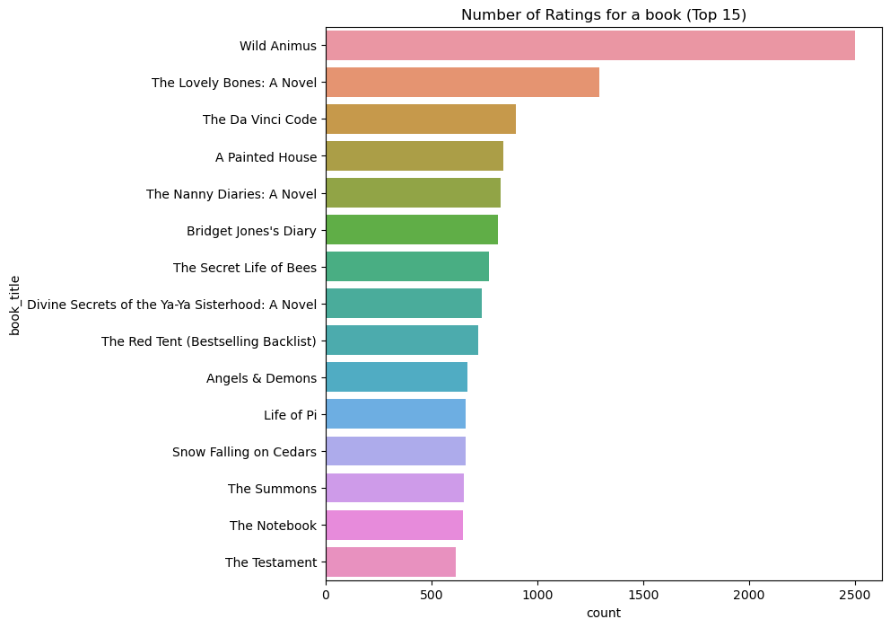 Number of Ratings for a book (Top 15)
book_title
Wild Animus
The Lovely Bones: A Novel
The Da Vinci Code
A Painted House
The Nanny Diaries: A Novel
Bridget Jones's Diary
The Secret Life of Bees
Divine Secrets of the Ya-Ya Sisterhood: A Novel
The Red Tent (Bestselling Backlist)
Angels & Demons
Life of Pi
Snow Falling on Cedars
The Summons
The Notebook
The Testament
0 500 1000 1500 2000 2500
count